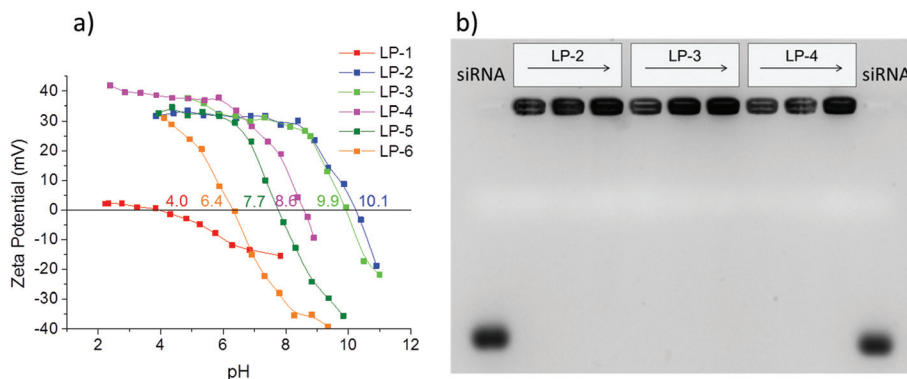 a)
LP-1
LP-2
LP-3
LP-4
LP-5
LP-6
Zeta Potential (mV)
40
30
20
10
0
-10
-20
-30
-40
4.0 6.4 7.7 8.6 9.9 10.1
2 4 6 8 10 12
pH
b)
siRNA LP-2 LP-3 LP-4 siRNA